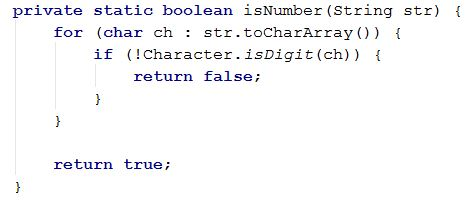 private static boolean isNumber(String str) {
    for (char ch : str.toCharArray()) {
        if (!Character.isDigit(ch)) {
            return false;
        }
    }

    return true;
}